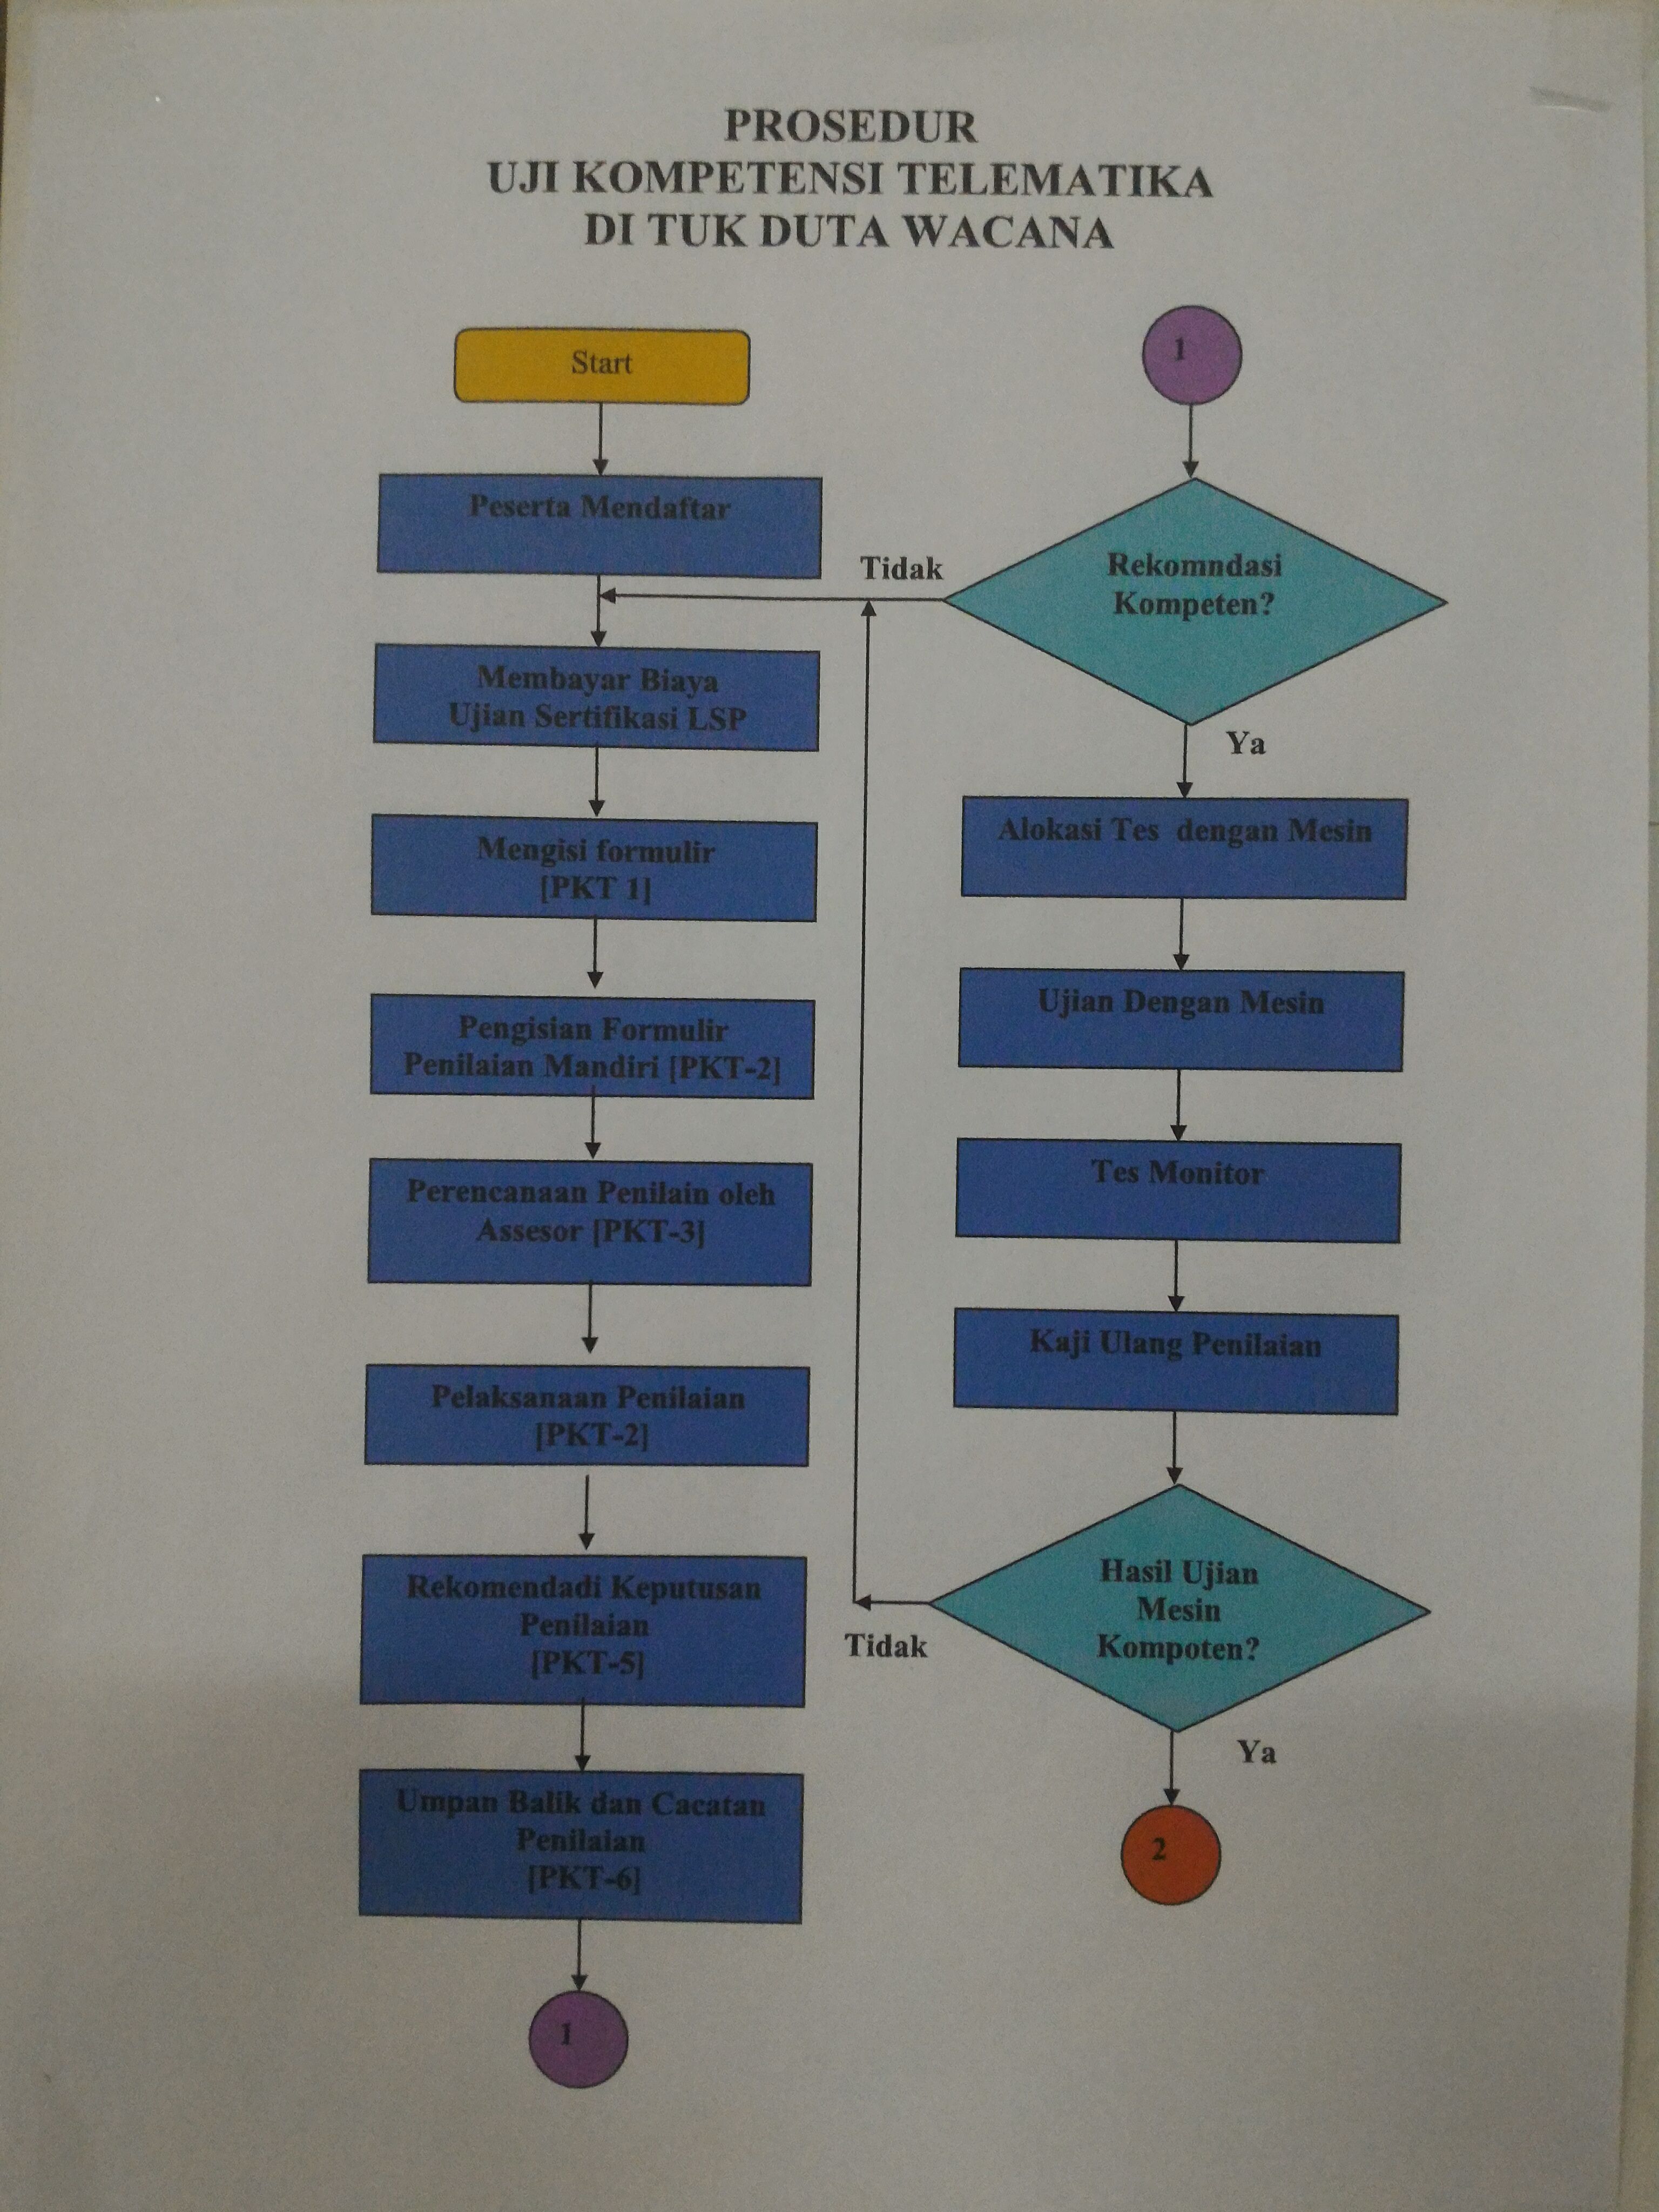 PROSEDUR
UJI KOMPETENSI TELEMATIKA
DI TUK DUTA WACANA
Start
Peserta Mendaftar
Membayar Biaya
Ujian Sertifikasi LSP
Mengisi formulir
[PKT 1]
Pengisian Formulir
Penilaian Mandiri [PKT-2]
Perencanaan Penilain oleh
Assesor [PKT-3]
Pelaksanaan Penilaian
[PKT-2]
Rekomendadi Keputusan
Penilaian
[PKT-5]
Umpan Balik dan Cacatan
Penilaian
[PKT-6]
1
1
Rekomndasi
Kompeten?
Tidak
Ya
Alokasi Tes dengan Mesin
Ujian Dengan Mesin
Tes Monitor
Kaji Ulang Penilaian
Hasil Ujian
Mesin
Kompoten?
Tidak
Ya
2